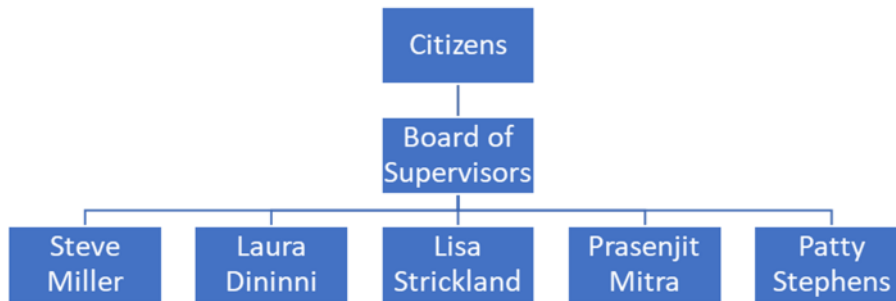 Citizens
Board of
Supervisors
Steve
Miller
Laura
Dininni
Lisa
Strickland
Prasenjit
Mitra
Patty
Stephens